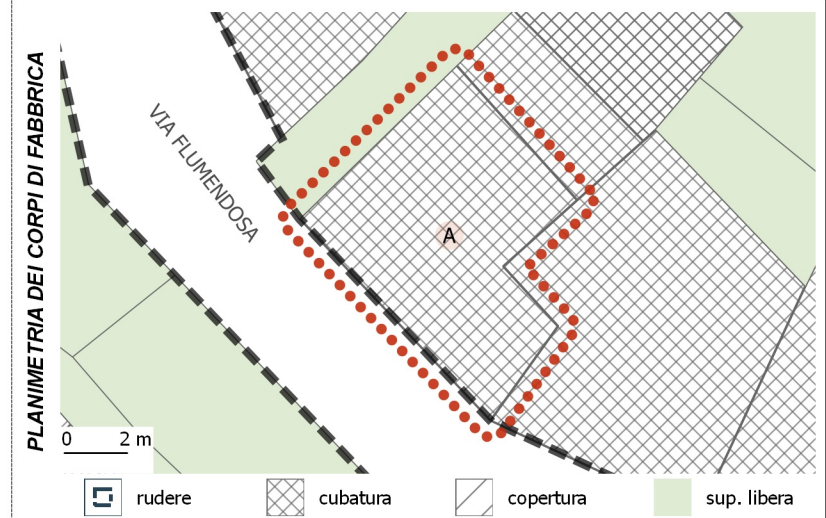 PLANIMETRIA DEI CORPI DI FABBRICA
VIA FLUMENDOSA
A
0 2 m
rudere
cubatura
copertura
sup. libera